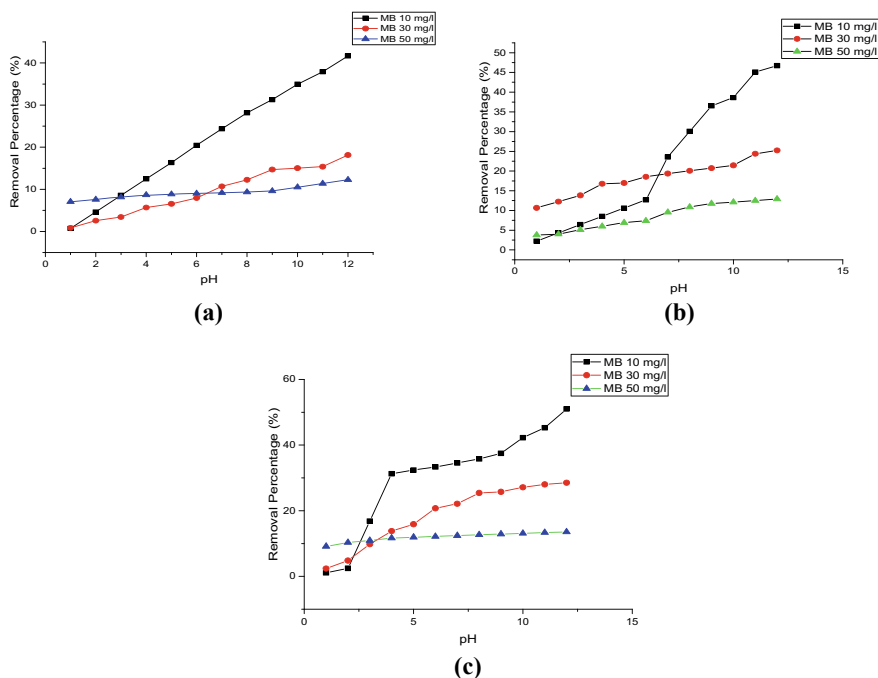 MB 10 mg/l
MB 30 mg/l
MB 50 mg/l
Removal Percentage (%)
40
30
20
10
0
0 2 4 6 8 10 12
pH
(a)
MB 10 mg/l
MB 30 mg/l
MB 50 mg/l
Removal Percentage (%)
50
45
40
35
30
25
20
15
10
5
0
0 5 10 15
pH
(b)
MB 10 mg/l
MB 30 mg/l
MB 50 mg/l
Removal Percentage (%)
60
40
20
0
0 5 10 15
pH
(c)